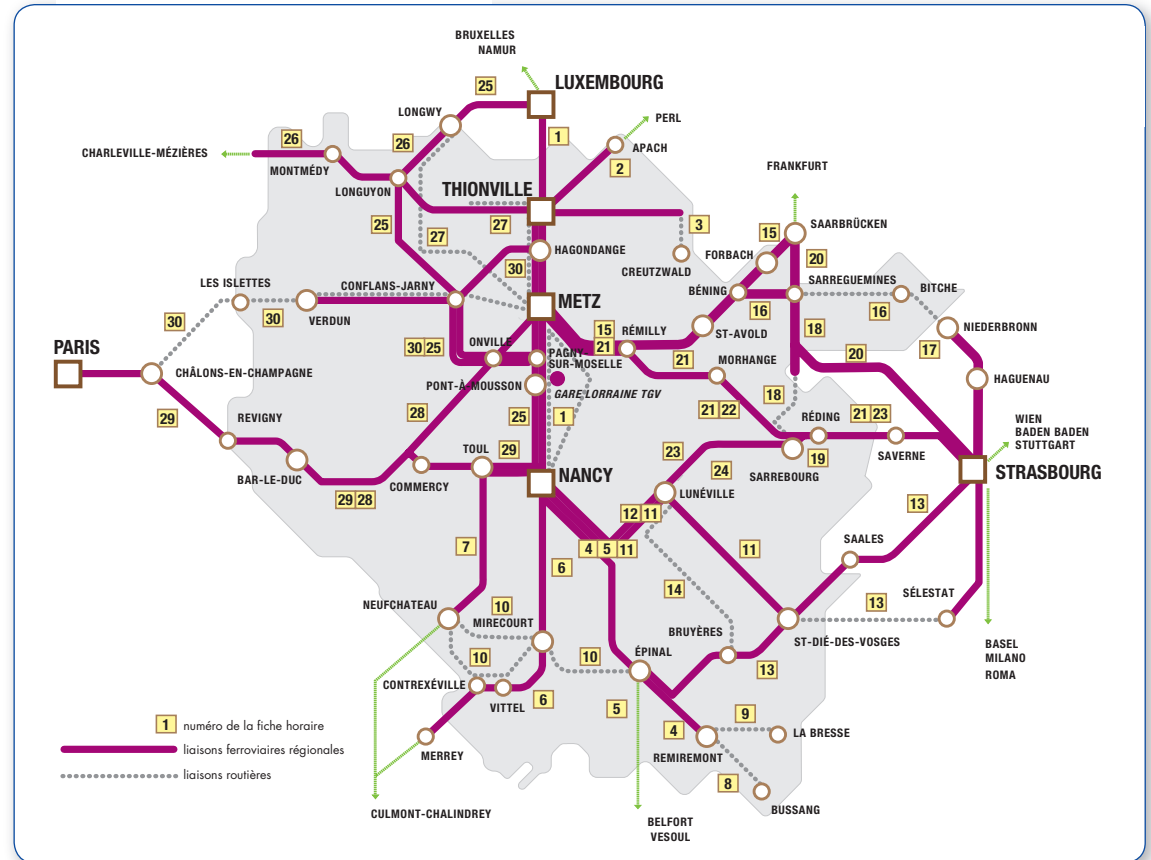 BRUXELLES
NAMUR
LUXEMBOURG
25
LONGWY
PERL
1
APACH
26
26
CHARLEVILLE-MÉZIÈRES
MONTMÉDY
2
FRANKFURT
LONGUYON
THIONVILLE
27
25
27
3
15
SAARBRÜCKEN
HAGONDANGE
FORBACH
20
30
CREUTZWALD
LES ISLETTES
CONFLANS-JARNY
BÉNING
SARREGUEMINES
BITCHE
METZ
16
16
30
30
VERDUN
15
RÉMILLY
ST-AVOLD
18
NIEDERBRONN
PARIS
ONVILLE
21
17
30 25
PAGNY
SUR-MOSELLE
21
MORHANGE
20
CHÂLONS-EN-CHAMPAGNE
PONT-À-MOUSSON
GARE LORRAINE TGV
18
HAGUENAU
29
28
25
1
21 22
RÉDING
21 23
WIEN
BADEN BADEN
STUTTGART
REVIGNY
TOUL
29
23
SAVERNE
19
24
SARREBOURG
STRASBOURG
BAR-LE-DUC
COMMERCY
NANCY
LUNÉVILLE
29 28
12 11
13
7
4 5 11
11
SAALES
6
14
NEUFCHATEAU
10
MIRECOURT
BRUYÈRES
13
SÉLESTAT
ST-DIÉ-DES-VOSGES
10
10
ÉPINAL
13
BASEL
MILANO
ROMA
CONTREXÉVILLE
VITTEL
6
5
4
9
LA BRESSE
MERREY
REMIREMONT
8
BUSSANG
1 numéro de la fiche horaire
liaisons ferroviaires régionales
liaisons routières
CULMONT-CHALINDREY
BELFORT
VESOUL